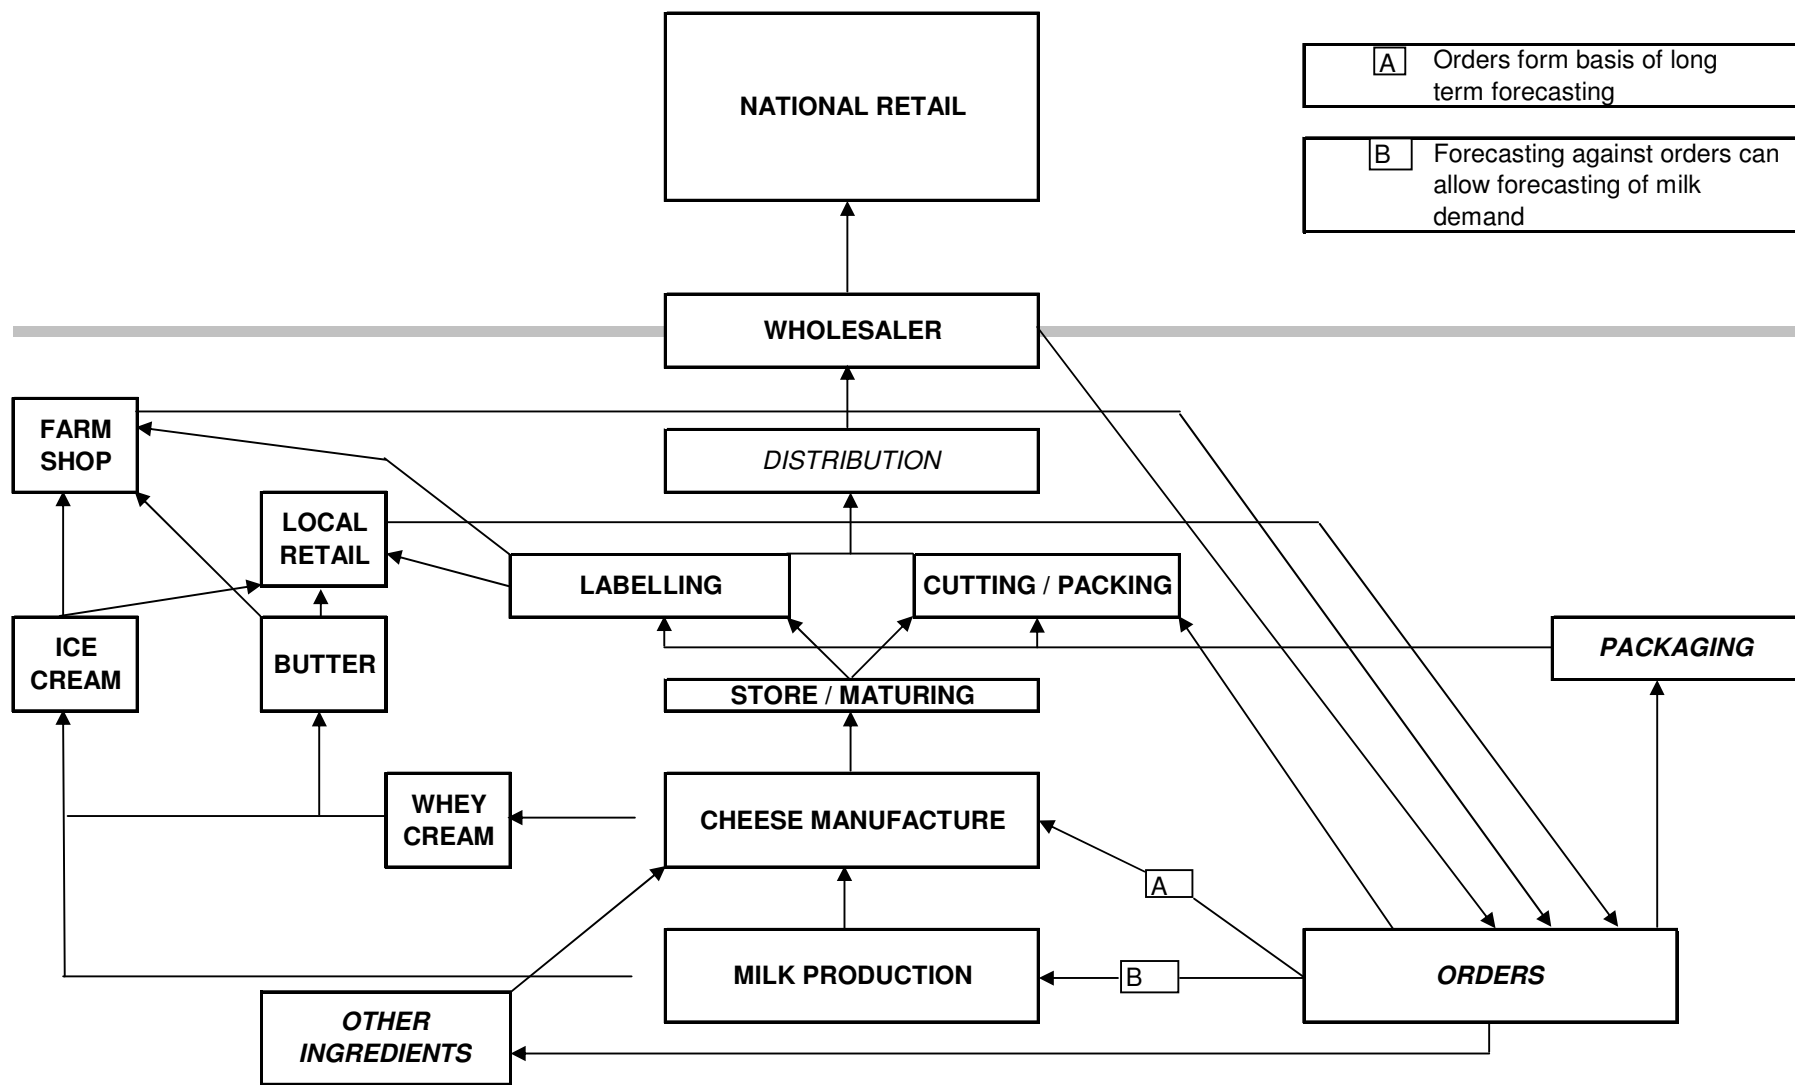 NATIONAL RETAIL
A
Orders form basis of long
term forecasting
B
Forecasting against orders can
allow forecasting of milk
demand
WHOLESALER
FARM
SHOP
DISTRIBUTION
LOCAL
RETAIL
LABELLING
CUTTING / PACKING
ICE
CREAM
BUTTER
PACKAGING
STORE / MATURING
WHEY
CREAM
CHEESE MANUFACTURE
A
MILK PRODUCTION
B
ORDERS
OTHER
INGREDIENTS